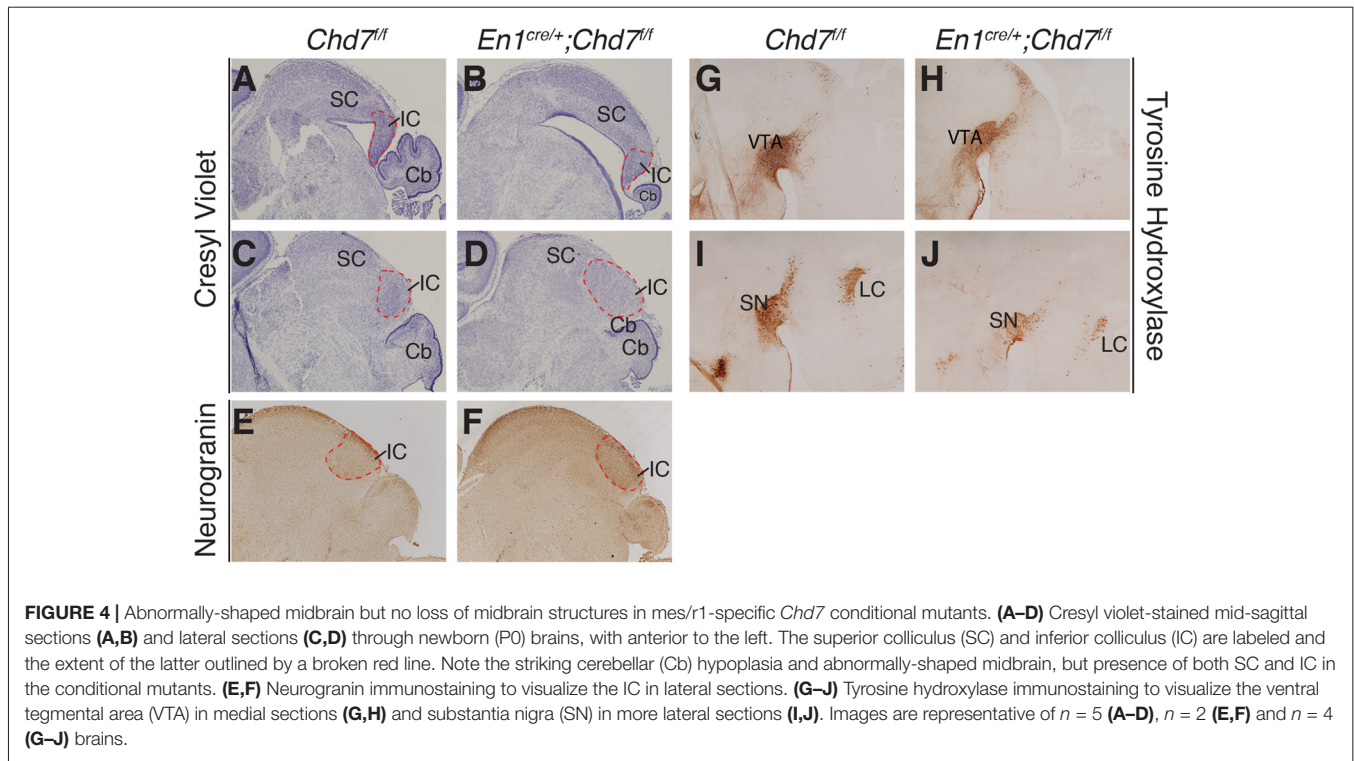 Chd7f/f
En1cre/+;Chd7f/f
Chd7f/f
En1cre/+;Chd7f/f
Cresyl Violet
Neurogranin
Tyrosine Hydroxylase
A
SC
IC
Cb
B
SC
IC
Cb
G
VTA
H
VTA
C
SC
IC
Cb
D
SC
IC
Cb
Cb
I
SN
LC
J
SN
LC
E
IC
F
IC
FIGURE 4 | Abnormally-shaped midbrain but no loss of midbrain structures in mes/r1-specific Chd7 conditional mutants. (A–D) Cresyl violet-stained mid-sagittal
sections (A,B) and lateral sections (C,D) through newborn (P0) brains, with anterior to the left. The superior colliculus (SC) and inferior colliculus (IC) are labeled and
the extent of the latter outlined by a broken red line. Note the striking cerebellar (Cb) hypoplasia and abnormally-shaped midbrain, but presence of both SC and IC in
the conditional mutants. (E,F) Neurogranin immunostaining to visualize the IC in lateral sections. (G–J) Tyrosine hydroxylase immunostaining to visualize the ventral
tegmental area (VTA) in medial sections (G,H) and substantia nigra (SN) in more lateral sections (I,J). Images are representative of n = 5 (A–D), n = 2 (E,F) and n = 4
(G–J) brains.